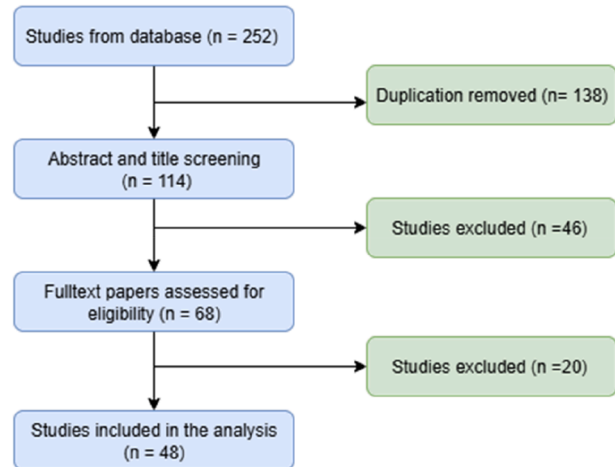 Studies from database (n = 252)
Duplication removed (n= 138)
Abstract and title screening
(n = 114)
Studies excluded (n =46)
Fulltext papers assessed for
eligibility (n = 68)
Studies excluded (n =20)
Studies included in the analysis
(n = 48)